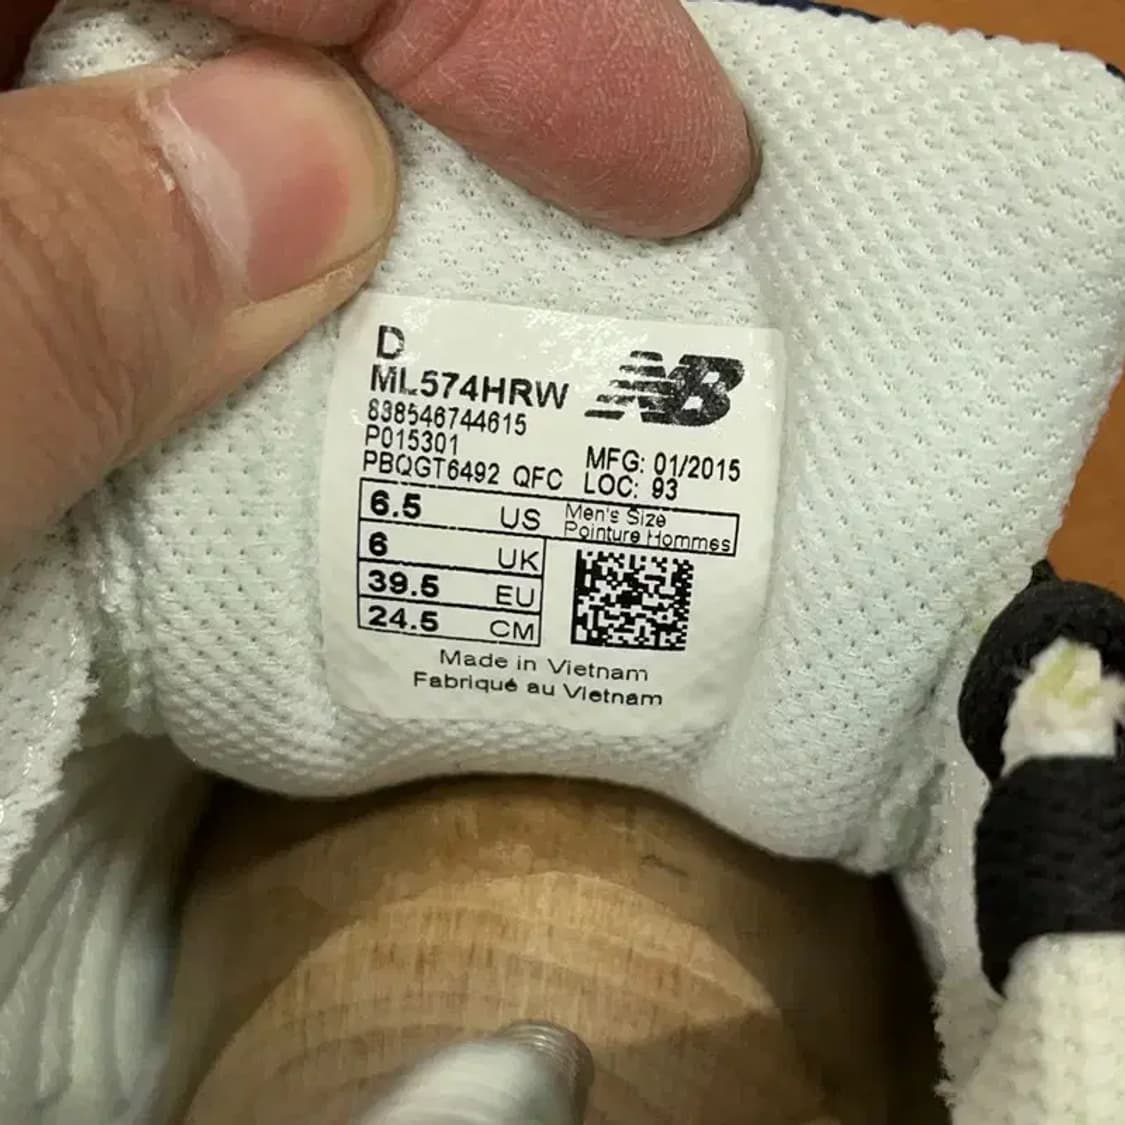 D
ML574HRW
NB
838546744615
P015301
PBQGT6492 QFC
MFG: 01/2015
LOC: 93
6.5 US
Men's Size
Pointure Hommes
6 UK
39.5 EU
24.5 CM
Made in Vietnam
Fabriqué au Vietnam